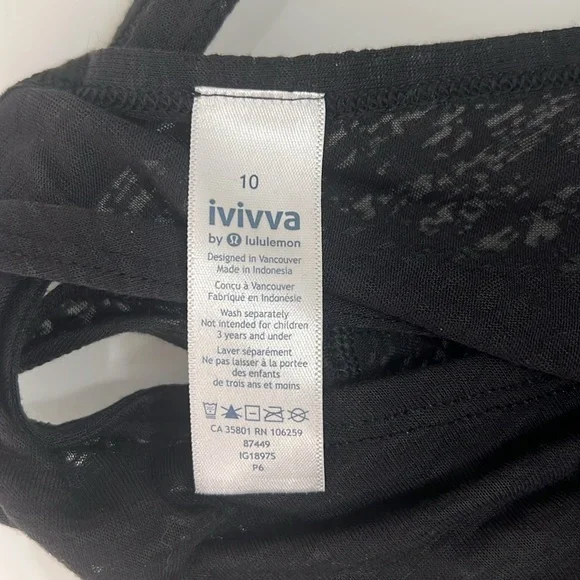 10
ivivva
by lululemon
Designed in Vancouver
Made in Indonesia
Conçu à Vancouver
Fabriqué en Indonésie
Wash separately
Not intended for children
3 years and under
Laver séparément
Ne pas laisser à la portée
des enfants
de trois ans et moins
CA 35801 RN 106259
87449
IG18975
P6